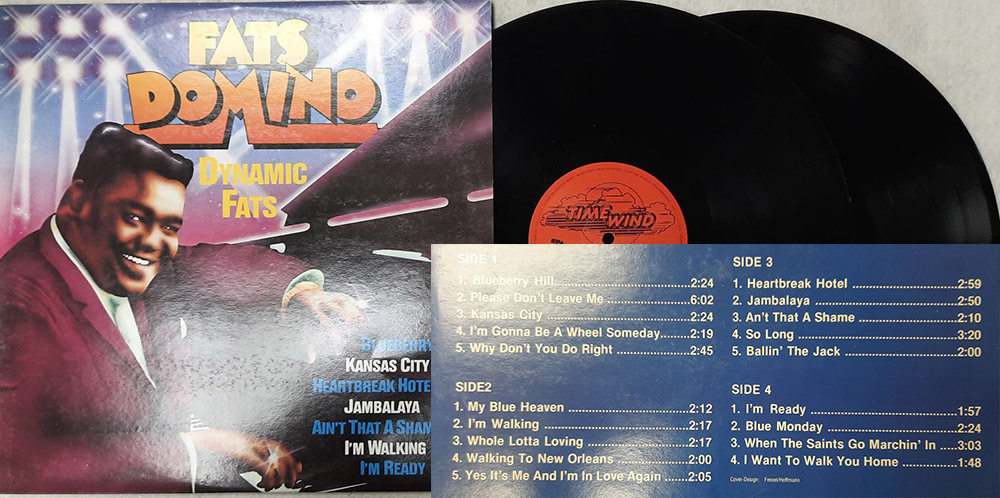 FATS
DOMINO
DYNAMIC
FATS
BLUEBERRY
KANSAS CITY
HEARTBREAK HOTE
JAMBALAYA
AIN'T THAT A SHAM
I'M WALKING
I'M READY
TIME WIND
SIDE 1
1. Blueberry Hill.......2:24
2. Please Don't Leave Me .......6:02
3. Kansas City .......2:24
4. I'm Gonna Be A Wheel Someday.......2:19
5. Why Don't You Do Right .......2:45
SIDE2
1. My Blue Heaven .......2:12
2. I'm Walking .......2:17
3. Whole Lotta Loving .......2:17
4. Walking To New Orleans .......2:00
5. Yes It's Me And I'm In Love Again .......2:05
SIDE 3
1. Heartbreak Hotel .......2:59
2. Jambalaya .......2:50
3. An't That A Shame .......2:10
4. So Long .......3:20
5. Ballin' The Jack .......2:00
SIDE 4
1. I'm Ready .......1:57
2. Blue Monday .......2:24
3. When The Saints Go Marchin' In .......3:03
4. I Want To Walk You Home .......1:48
Cover-Design: Fessel/Hoffmann